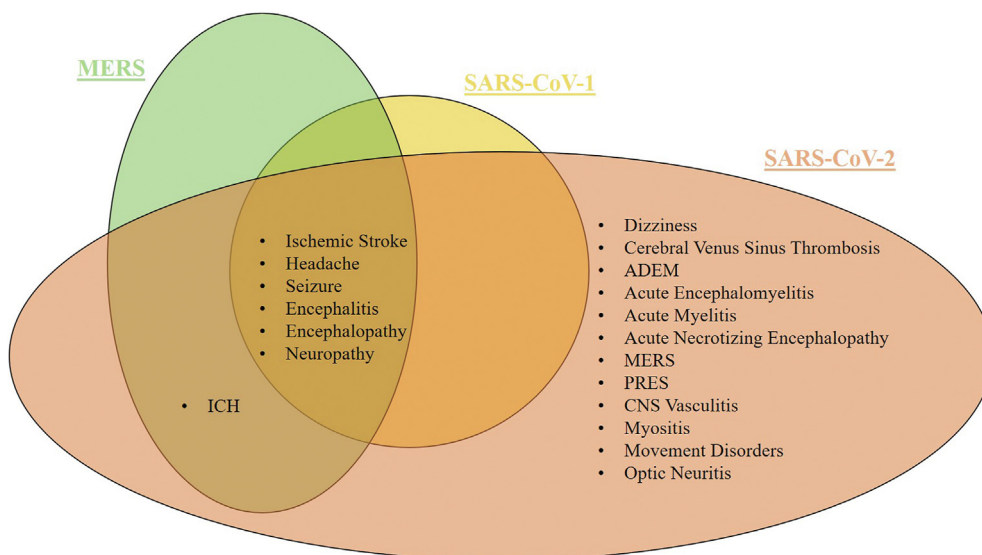 MERS
SARS-CoV-1
SARS-CoV-2
• Ischemic Stroke
• Headache
• Seizure
• Encephalitis
• Encephalopathy
• Neuropathy
• ICH
• Dizziness
• Cerebral Venus Sinus Thrombosis
• ADEM
• Acute Encephalomyelitis
• Acute Myelitis
• Acute Necrotizing Encephalopathy
• MERS
• PRES
• CNS Vasculitis
• Myositis
• Movement Disorders
• Optic Neuritis